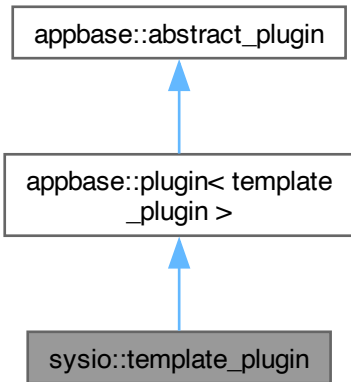 appbase::abstract_plugin
appbase::plugin< template
_plugin >
sysio::template_plugin